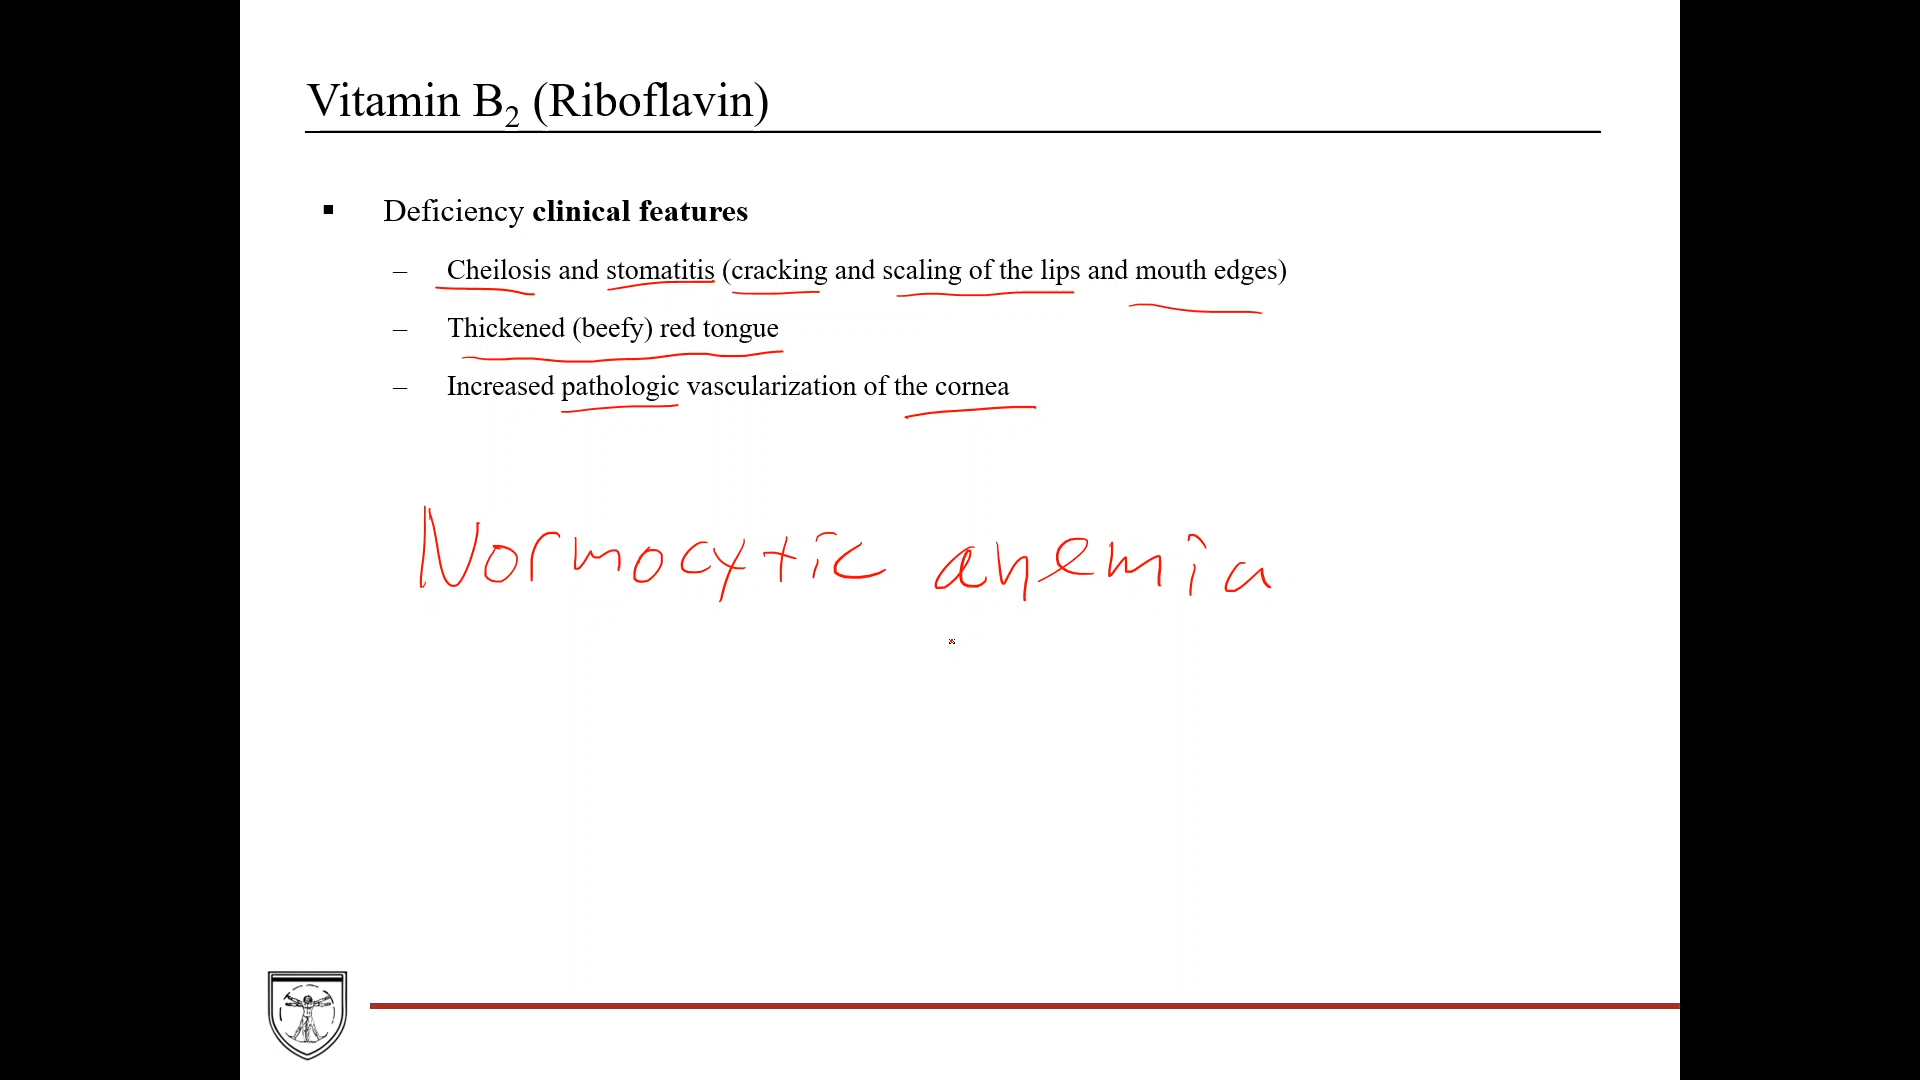 Vitamin B₂ (Riboflavin)
▪ Deficiency clinical features
– Cheilosis and stomatitis (cracking and scaling of the lips and mouth edges)
– Thickened (beefy) red tongue
– Increased pathologic vascularization of the cornea
Normocytic anemia